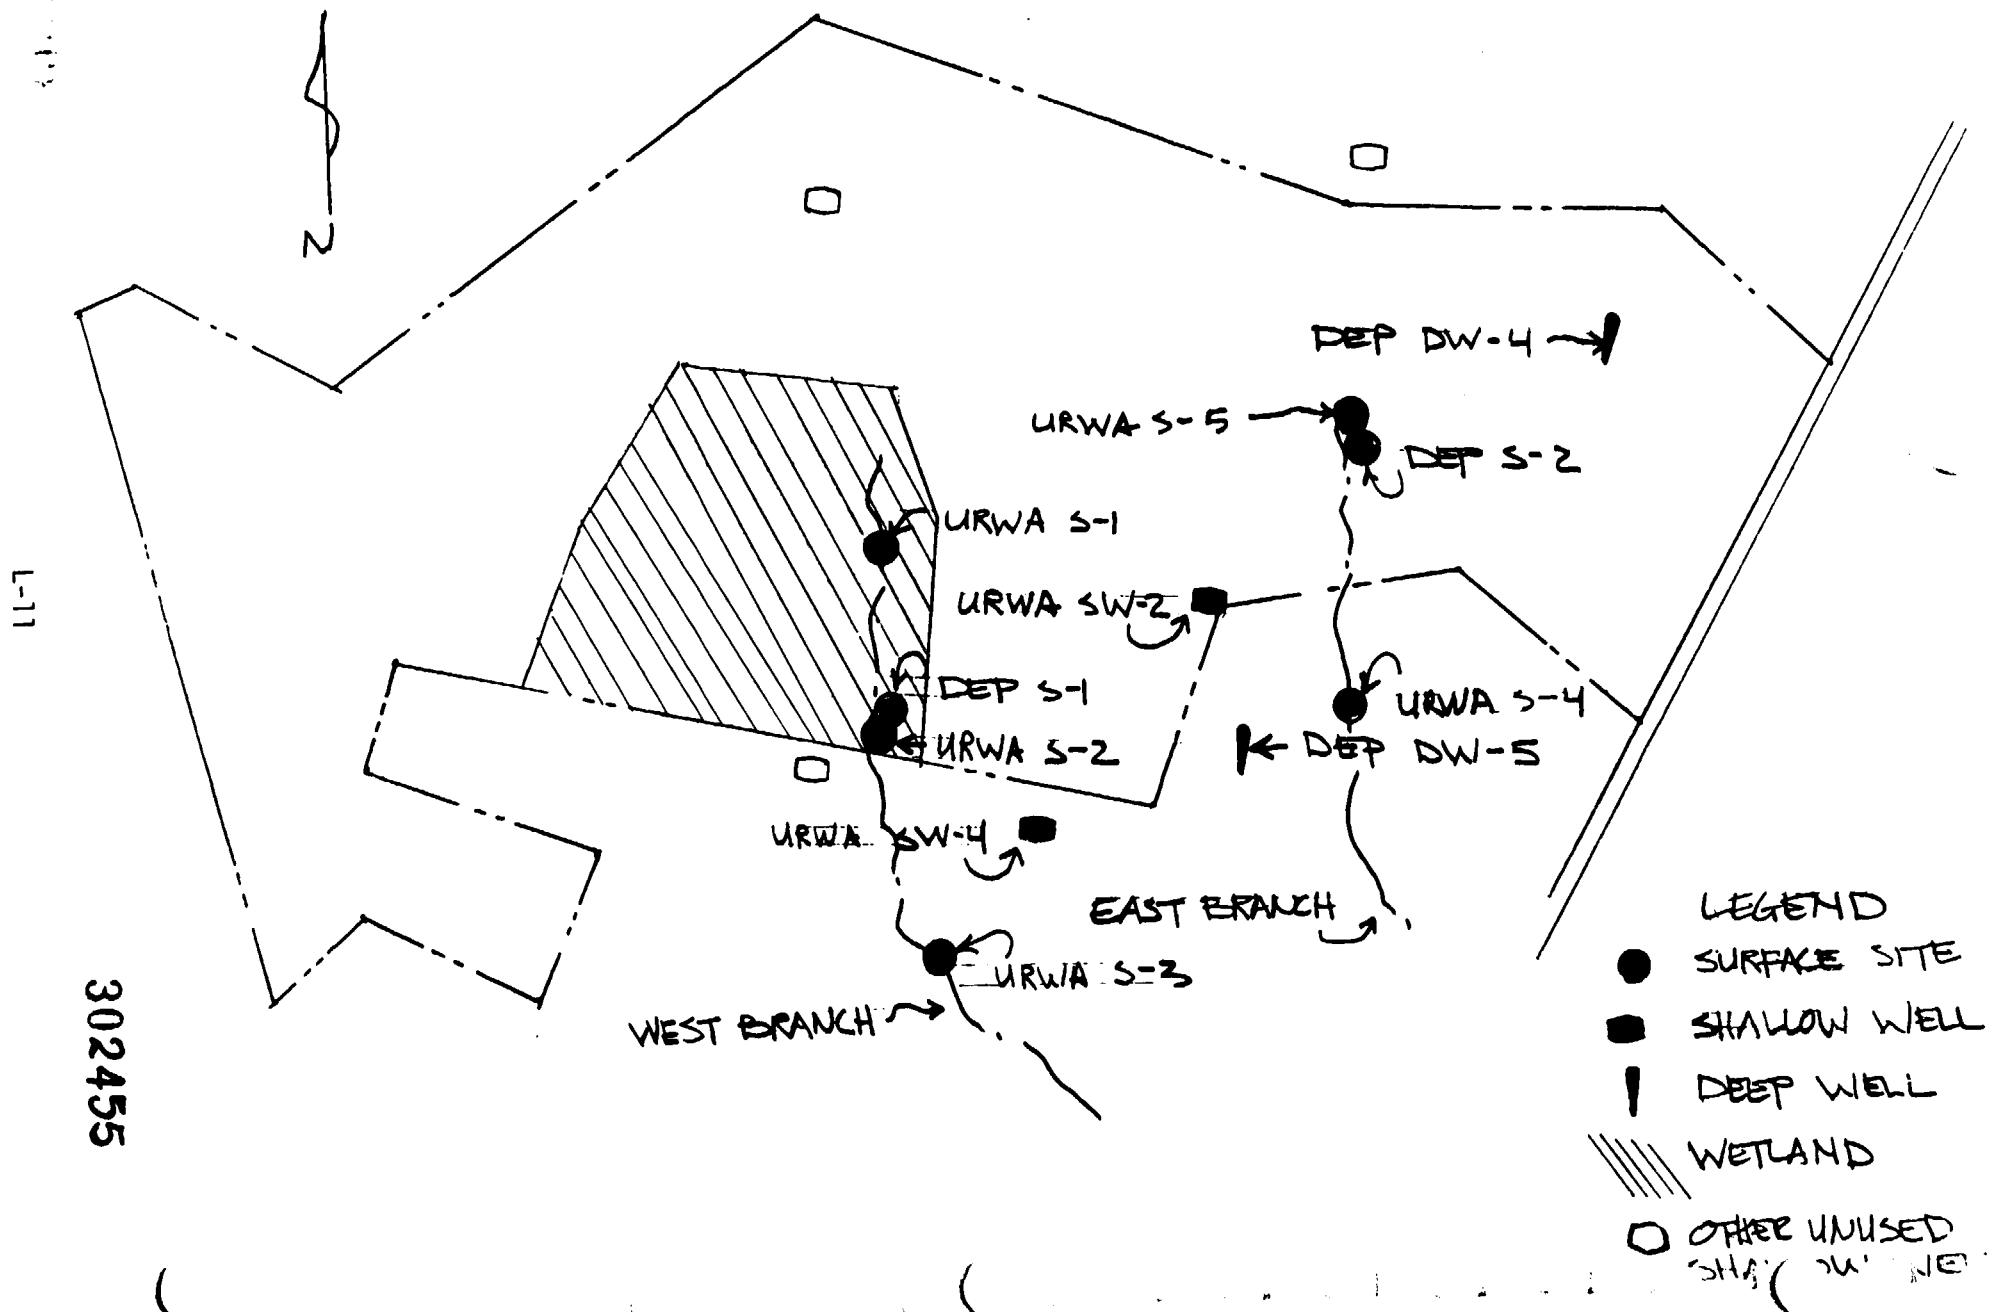 N
DEP DW-4
URWA S-5
DEP S-2
URWA S-1
URWA SW-2
DEP S-1
URWA S-4
URWA S-2
DEP DW-5
URWA SW-4
EAST BRANCH
URWA S-3
WEST BRANCH
LEGEND
SURFACE SITE
SHALLOW WELL
DEEP WELL
WETLAND
OTHER UNUSED
L-11
302455